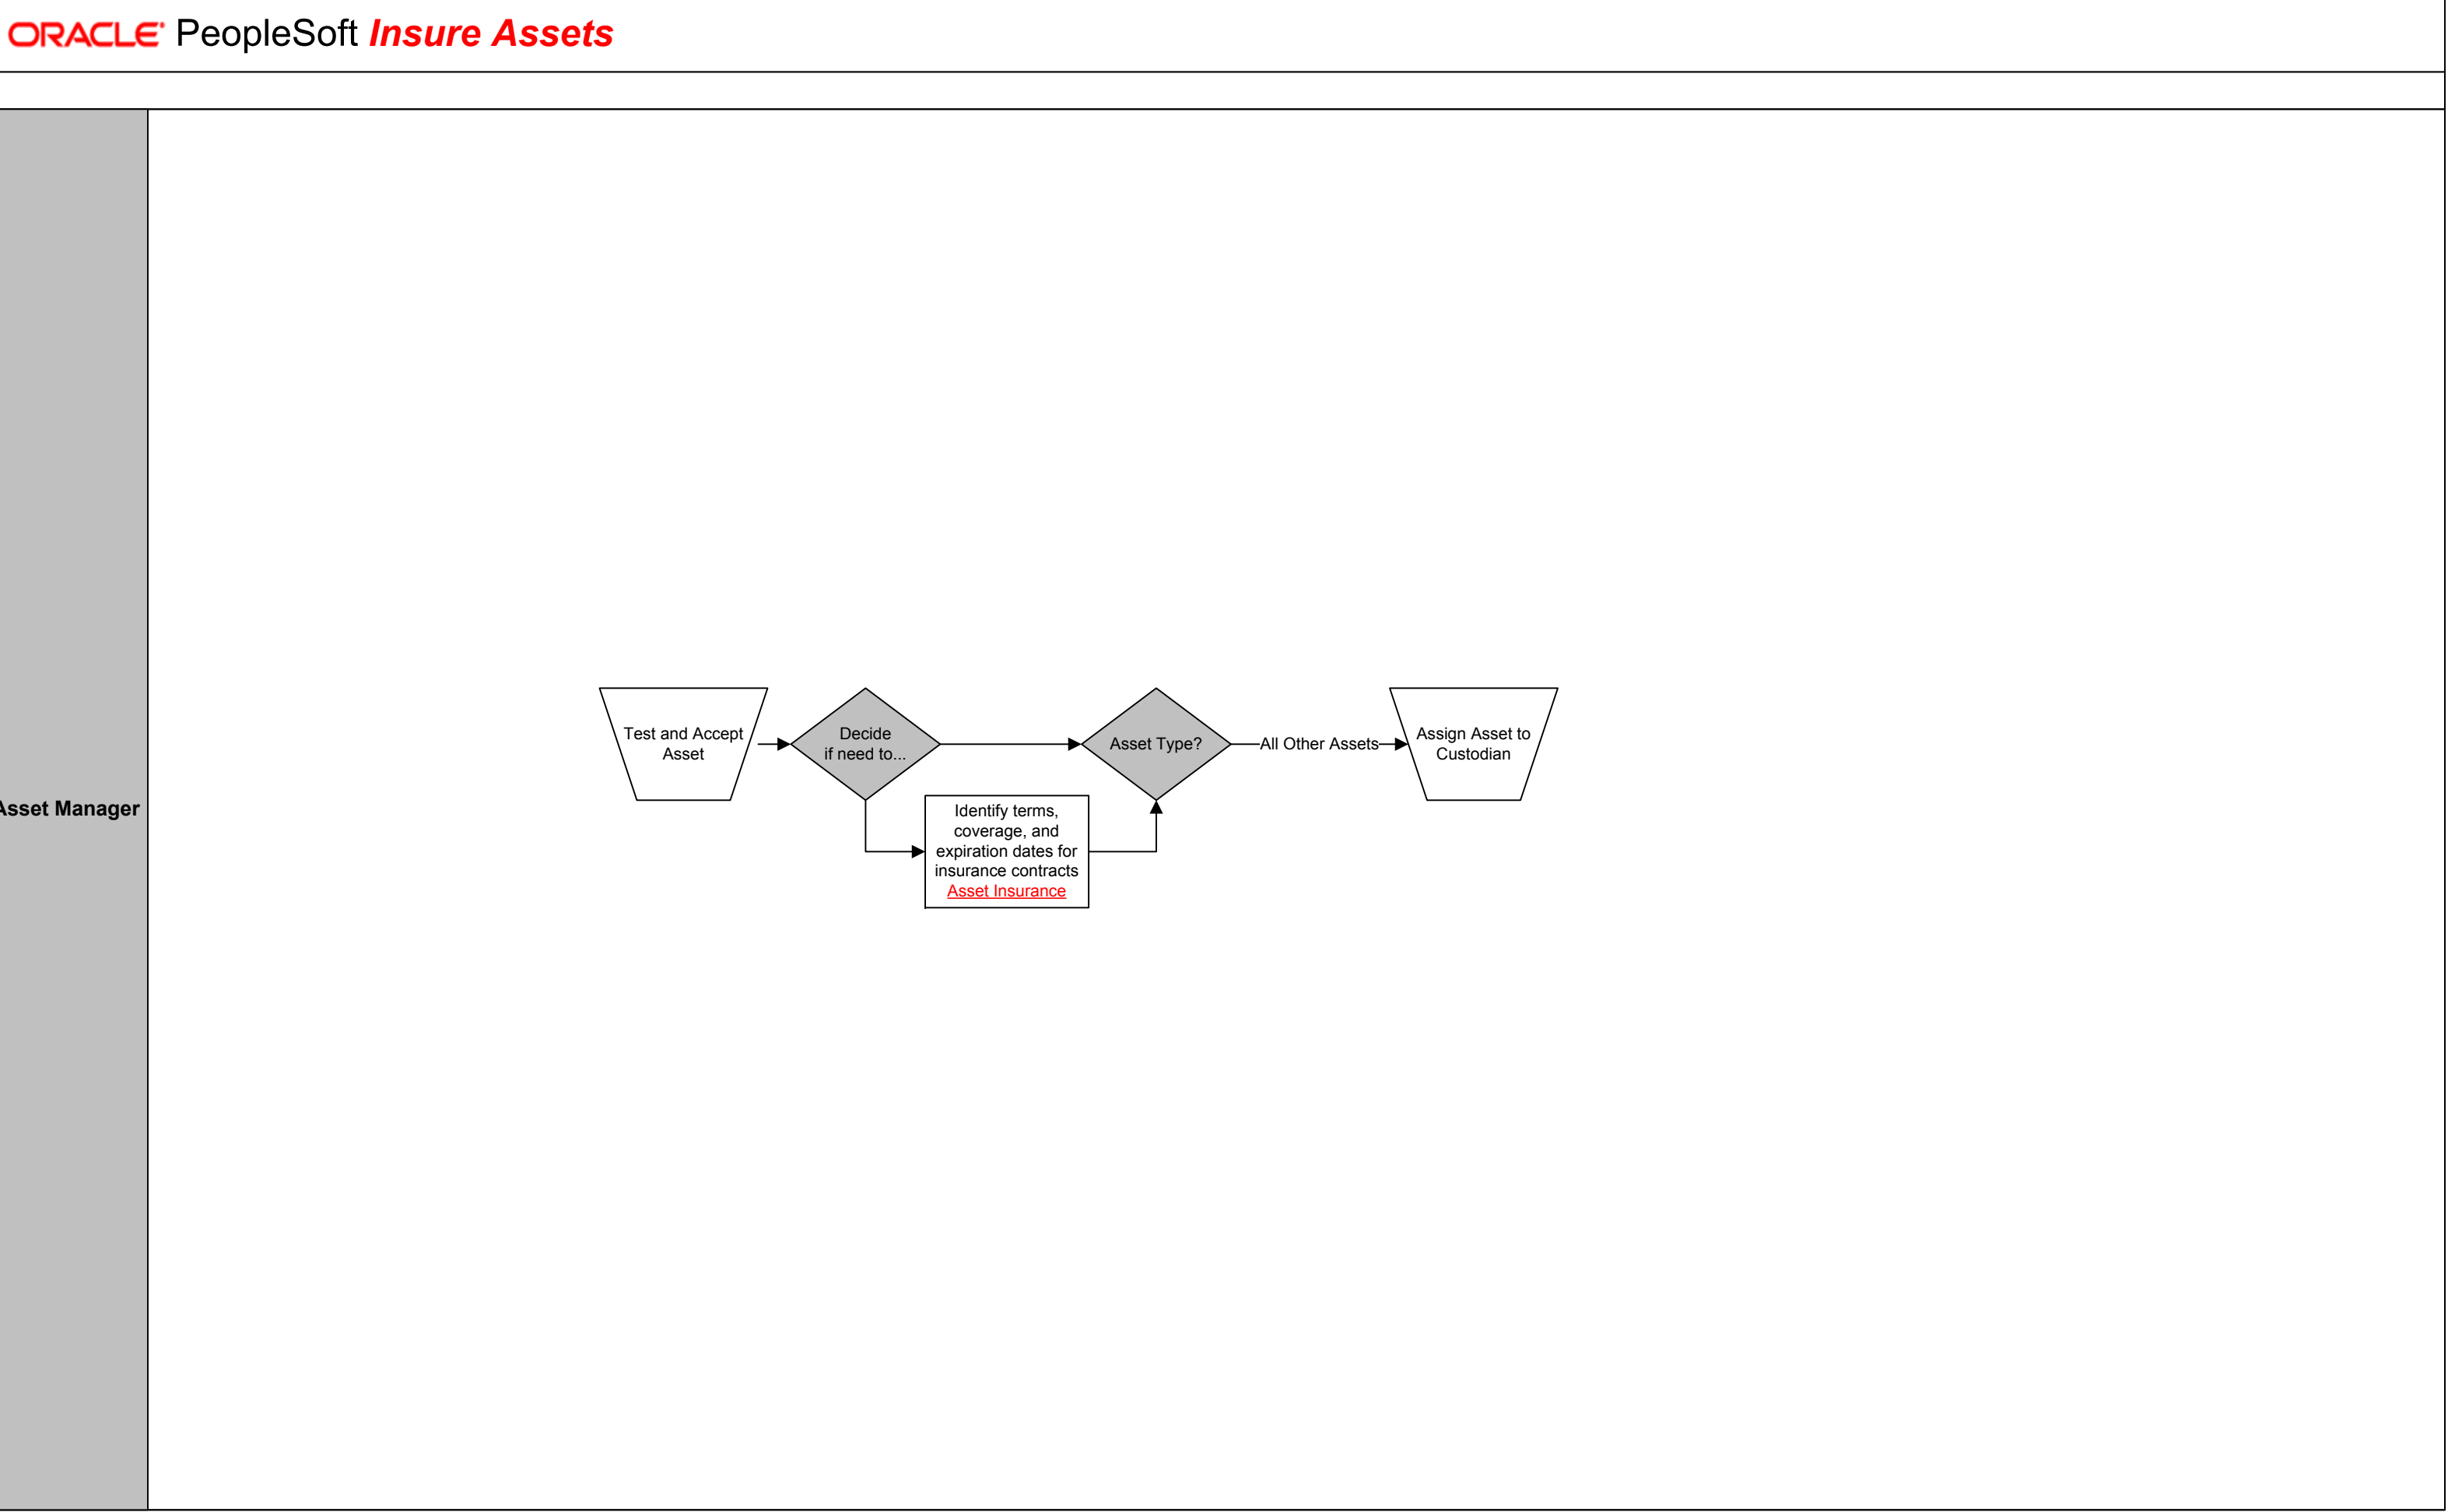 ORACLE® PeopleSoft Insure Assets
Asset Manager
Test and Accept
Asset
Decide
if need to...
Asset Type?
All Other Assets
Assign Asset to
Custodian
Identify terms,
coverage, and
expiration dates for
insurance contracts
Asset Insurance